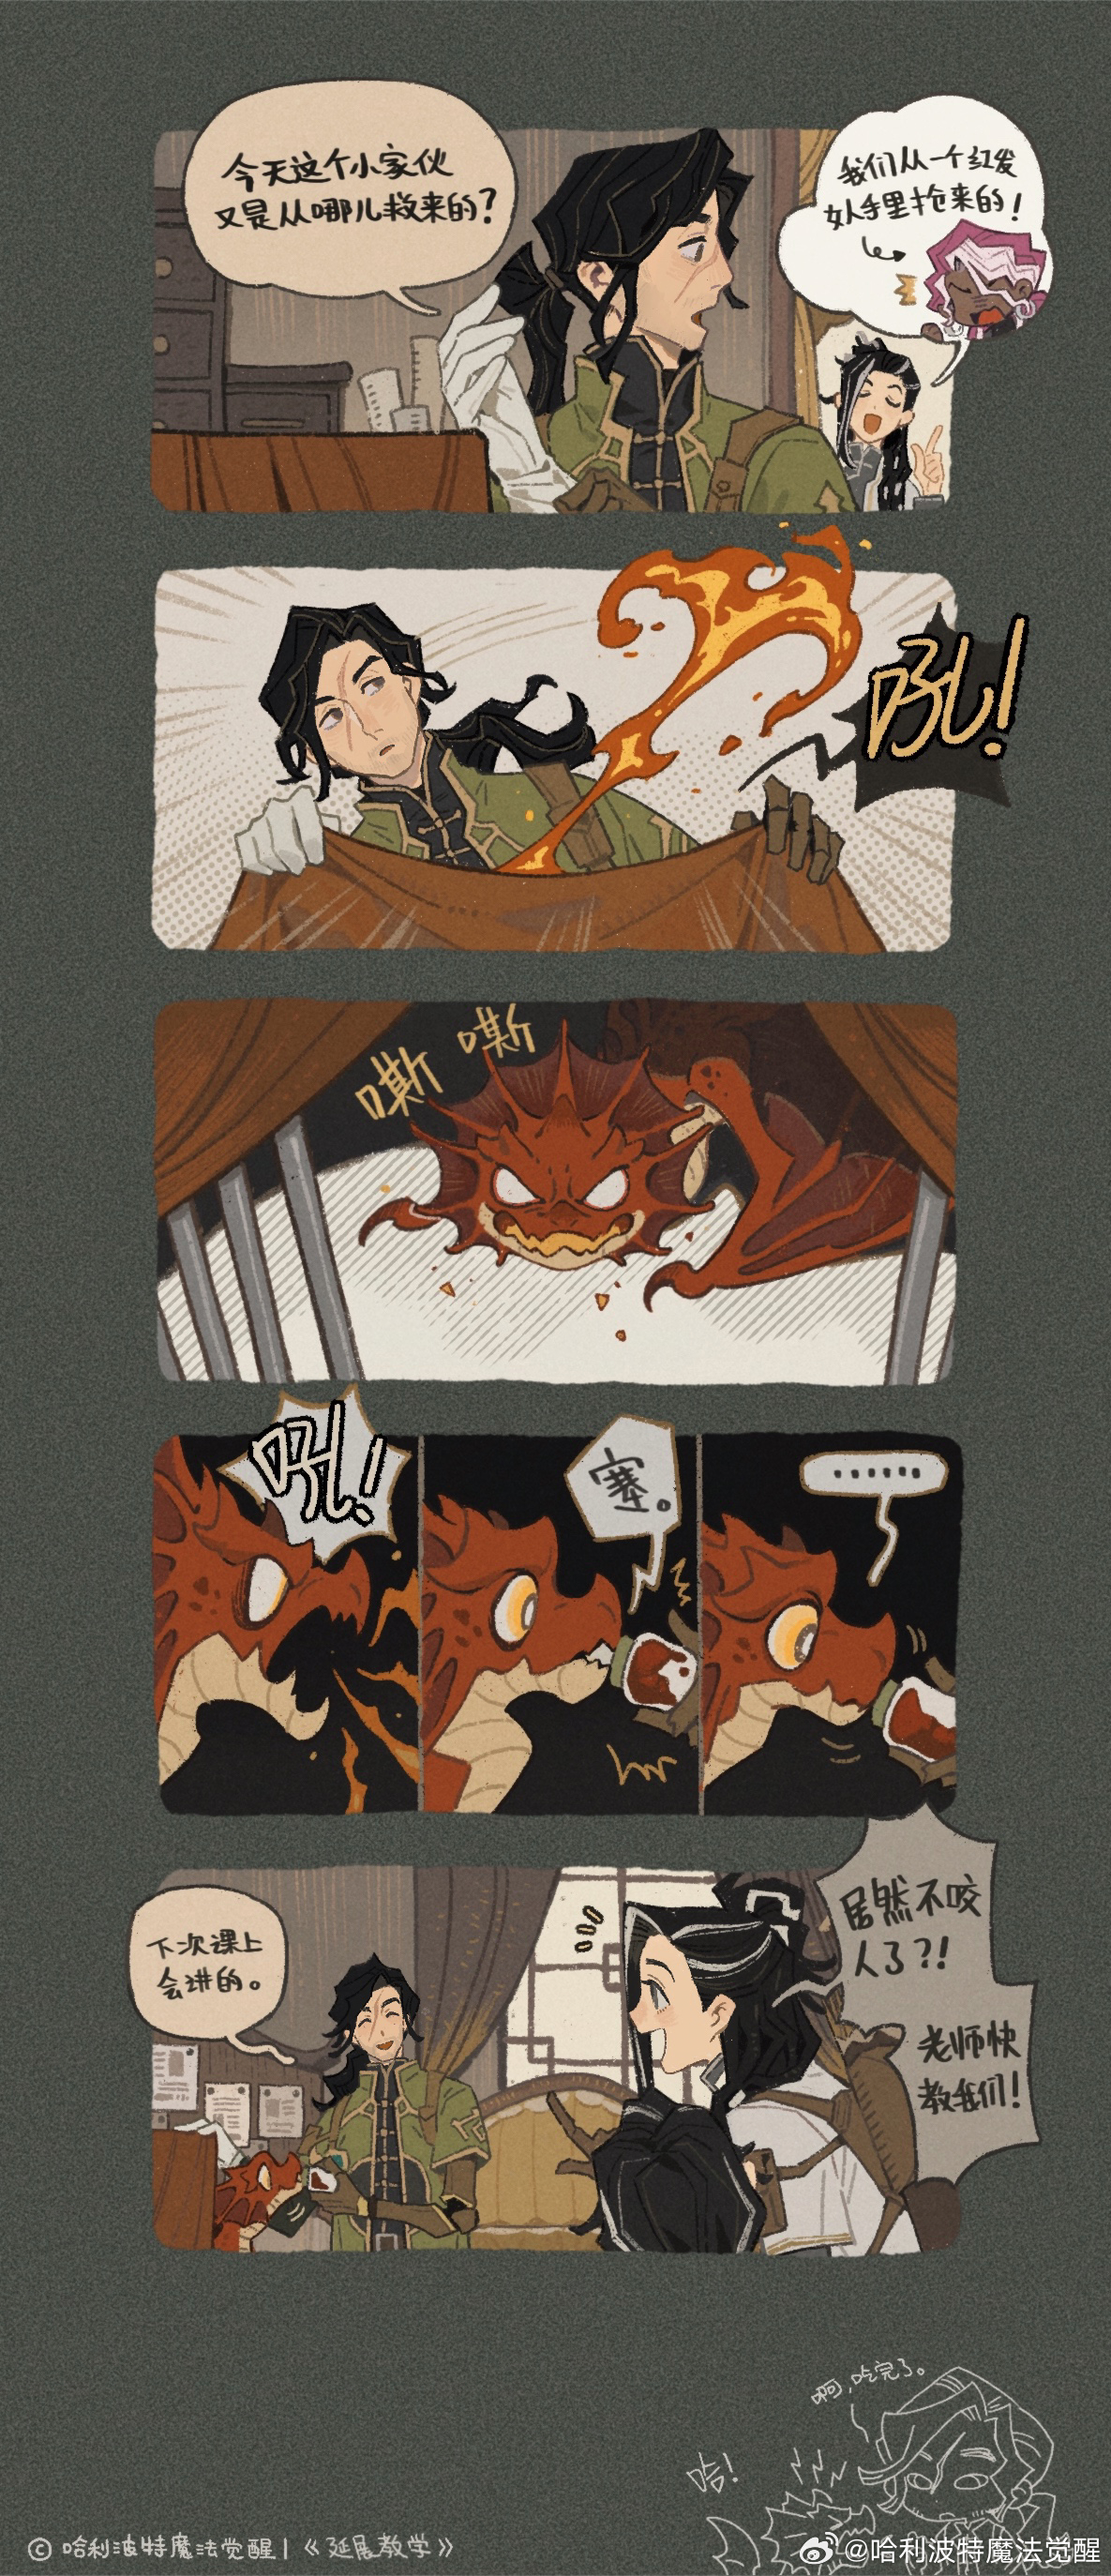 今天这个小家伙
又是从哪儿救来的？
我们从一个红发
女人手里抢来的！
吼！
嘶 嘶
吼！
塞。
……
下次课上
会讲的。
居然不咬
人了？！
老师快
教我们！
啊，吃完了。
哈！
© 哈利波特魔法觉醒 |《延展教学》
@哈利波特魔法觉醒